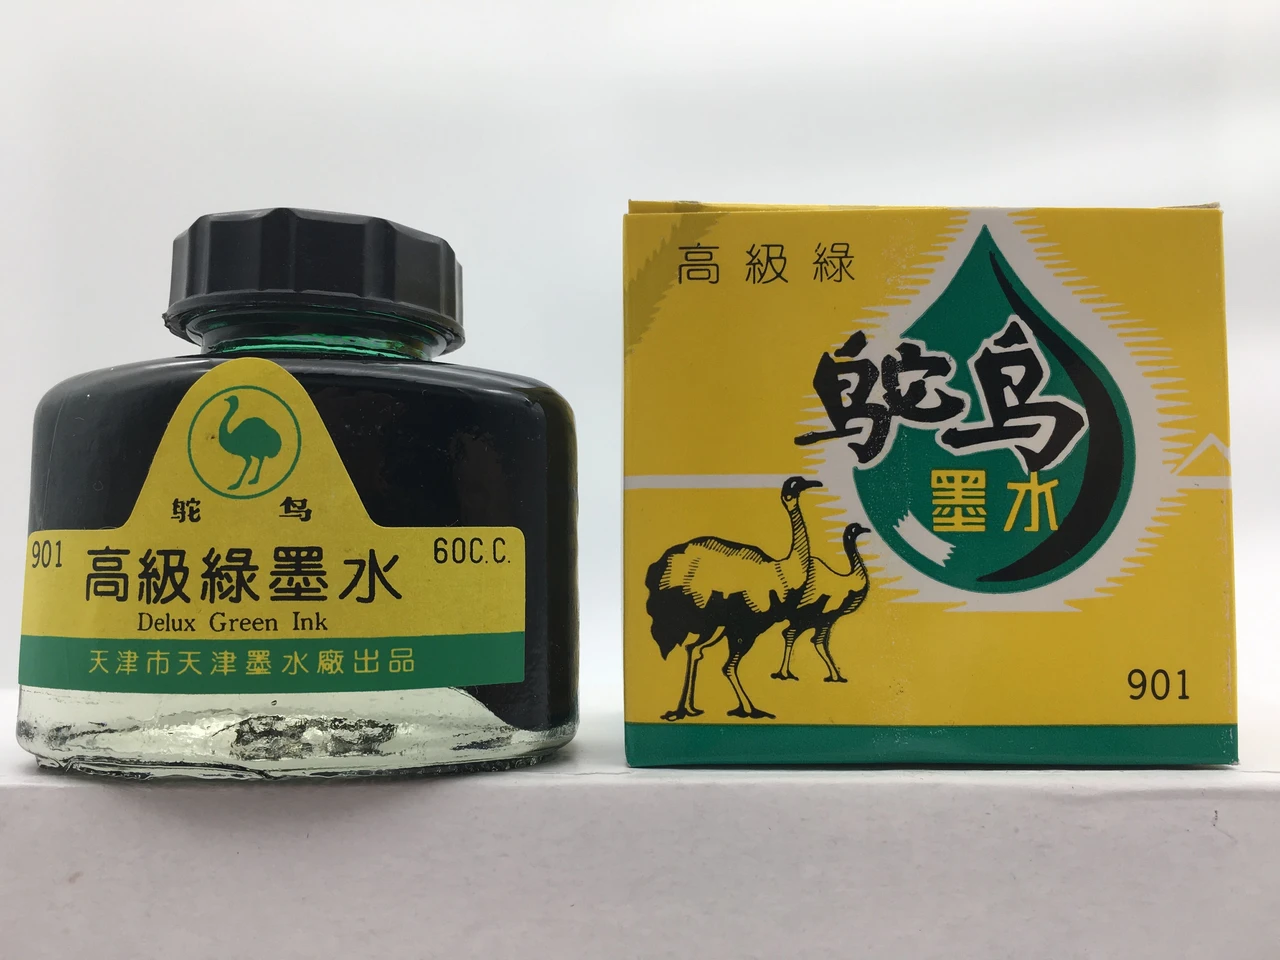 鸵 鸟
901 高級綠墨水 60C.C.
Delux Green Ink
天津市天津墨水廠出品
高級綠
鸵鸟
墨水
901